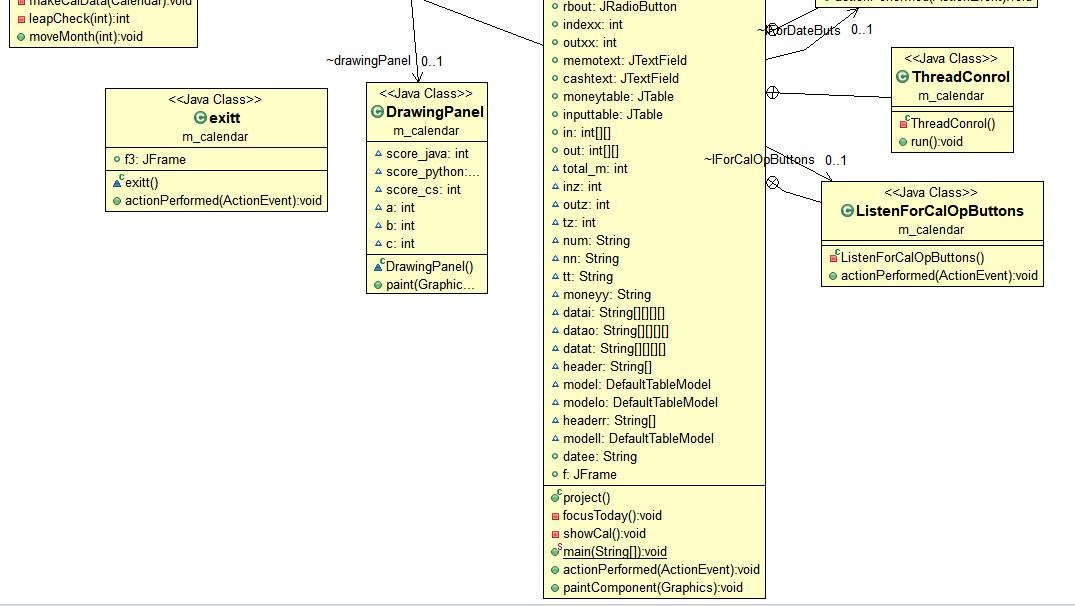 makeCalData(Calendar):void
leapCheck(int):int
moveMonth(int):void
~drawingPanel 0..1
<<Java Class>>
exitt
m_calendar
f3: JFrame
exitt()
actionPerformed(ActionEvent):void
<<Java Class>>
DrawingPanel
m_calendar
score_java: int
score_python:...
score_cs: int
a: int
b: int
c: int
DrawingPanel()
paint(Graphic...
rbout: JRadioButton
indexx: int
outxx: int
memotext: JTextField
cashtext: JTextField
moneytable: JTable
inputtable: JTable
in: int[][]
out: int[][]
total_m: int
inz: int
outz: int
tz: int
num: String
nn: String
tt: String
moneyy: String
datai: String[][][][]
datao: String[][][][]
datat: String[][][][]
header: String[]
model: DefaultTableModel
modelo: DefaultTableModel
headerr: String[]
modell: DefaultTableModel
datee: String
f: JFrame
project()
focusToday():void
showCal():void
main(String[]):void
actionPerformed(ActionEvent):void
paintComponent(Graphics):void
0..1
<<Java Class>>
ThreadConrol
m_calendar
ThreadConrol()
run():void
~lForCalOpButtons 0..1
<<Java Class>>
ListenForCalOpButtons
m_calendar
ListenForCalOpButtons()
actionPerformed(ActionEvent):void